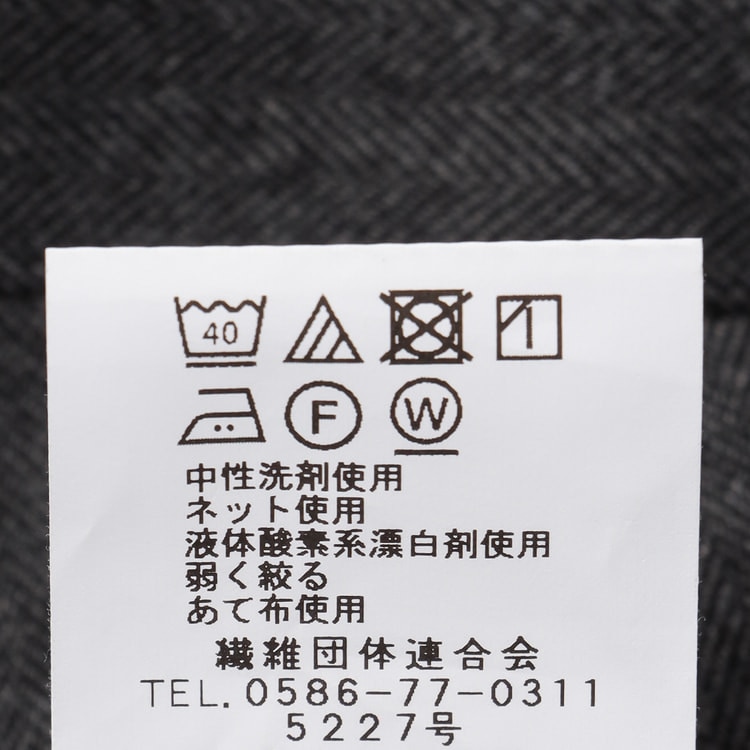 40
F W
中性洗剤使用
ネット使用
液体酸素系漂白剤使用
弱く絞る
あて布使用
繊維団体連合会
TEL.0586-77-0311
5227号